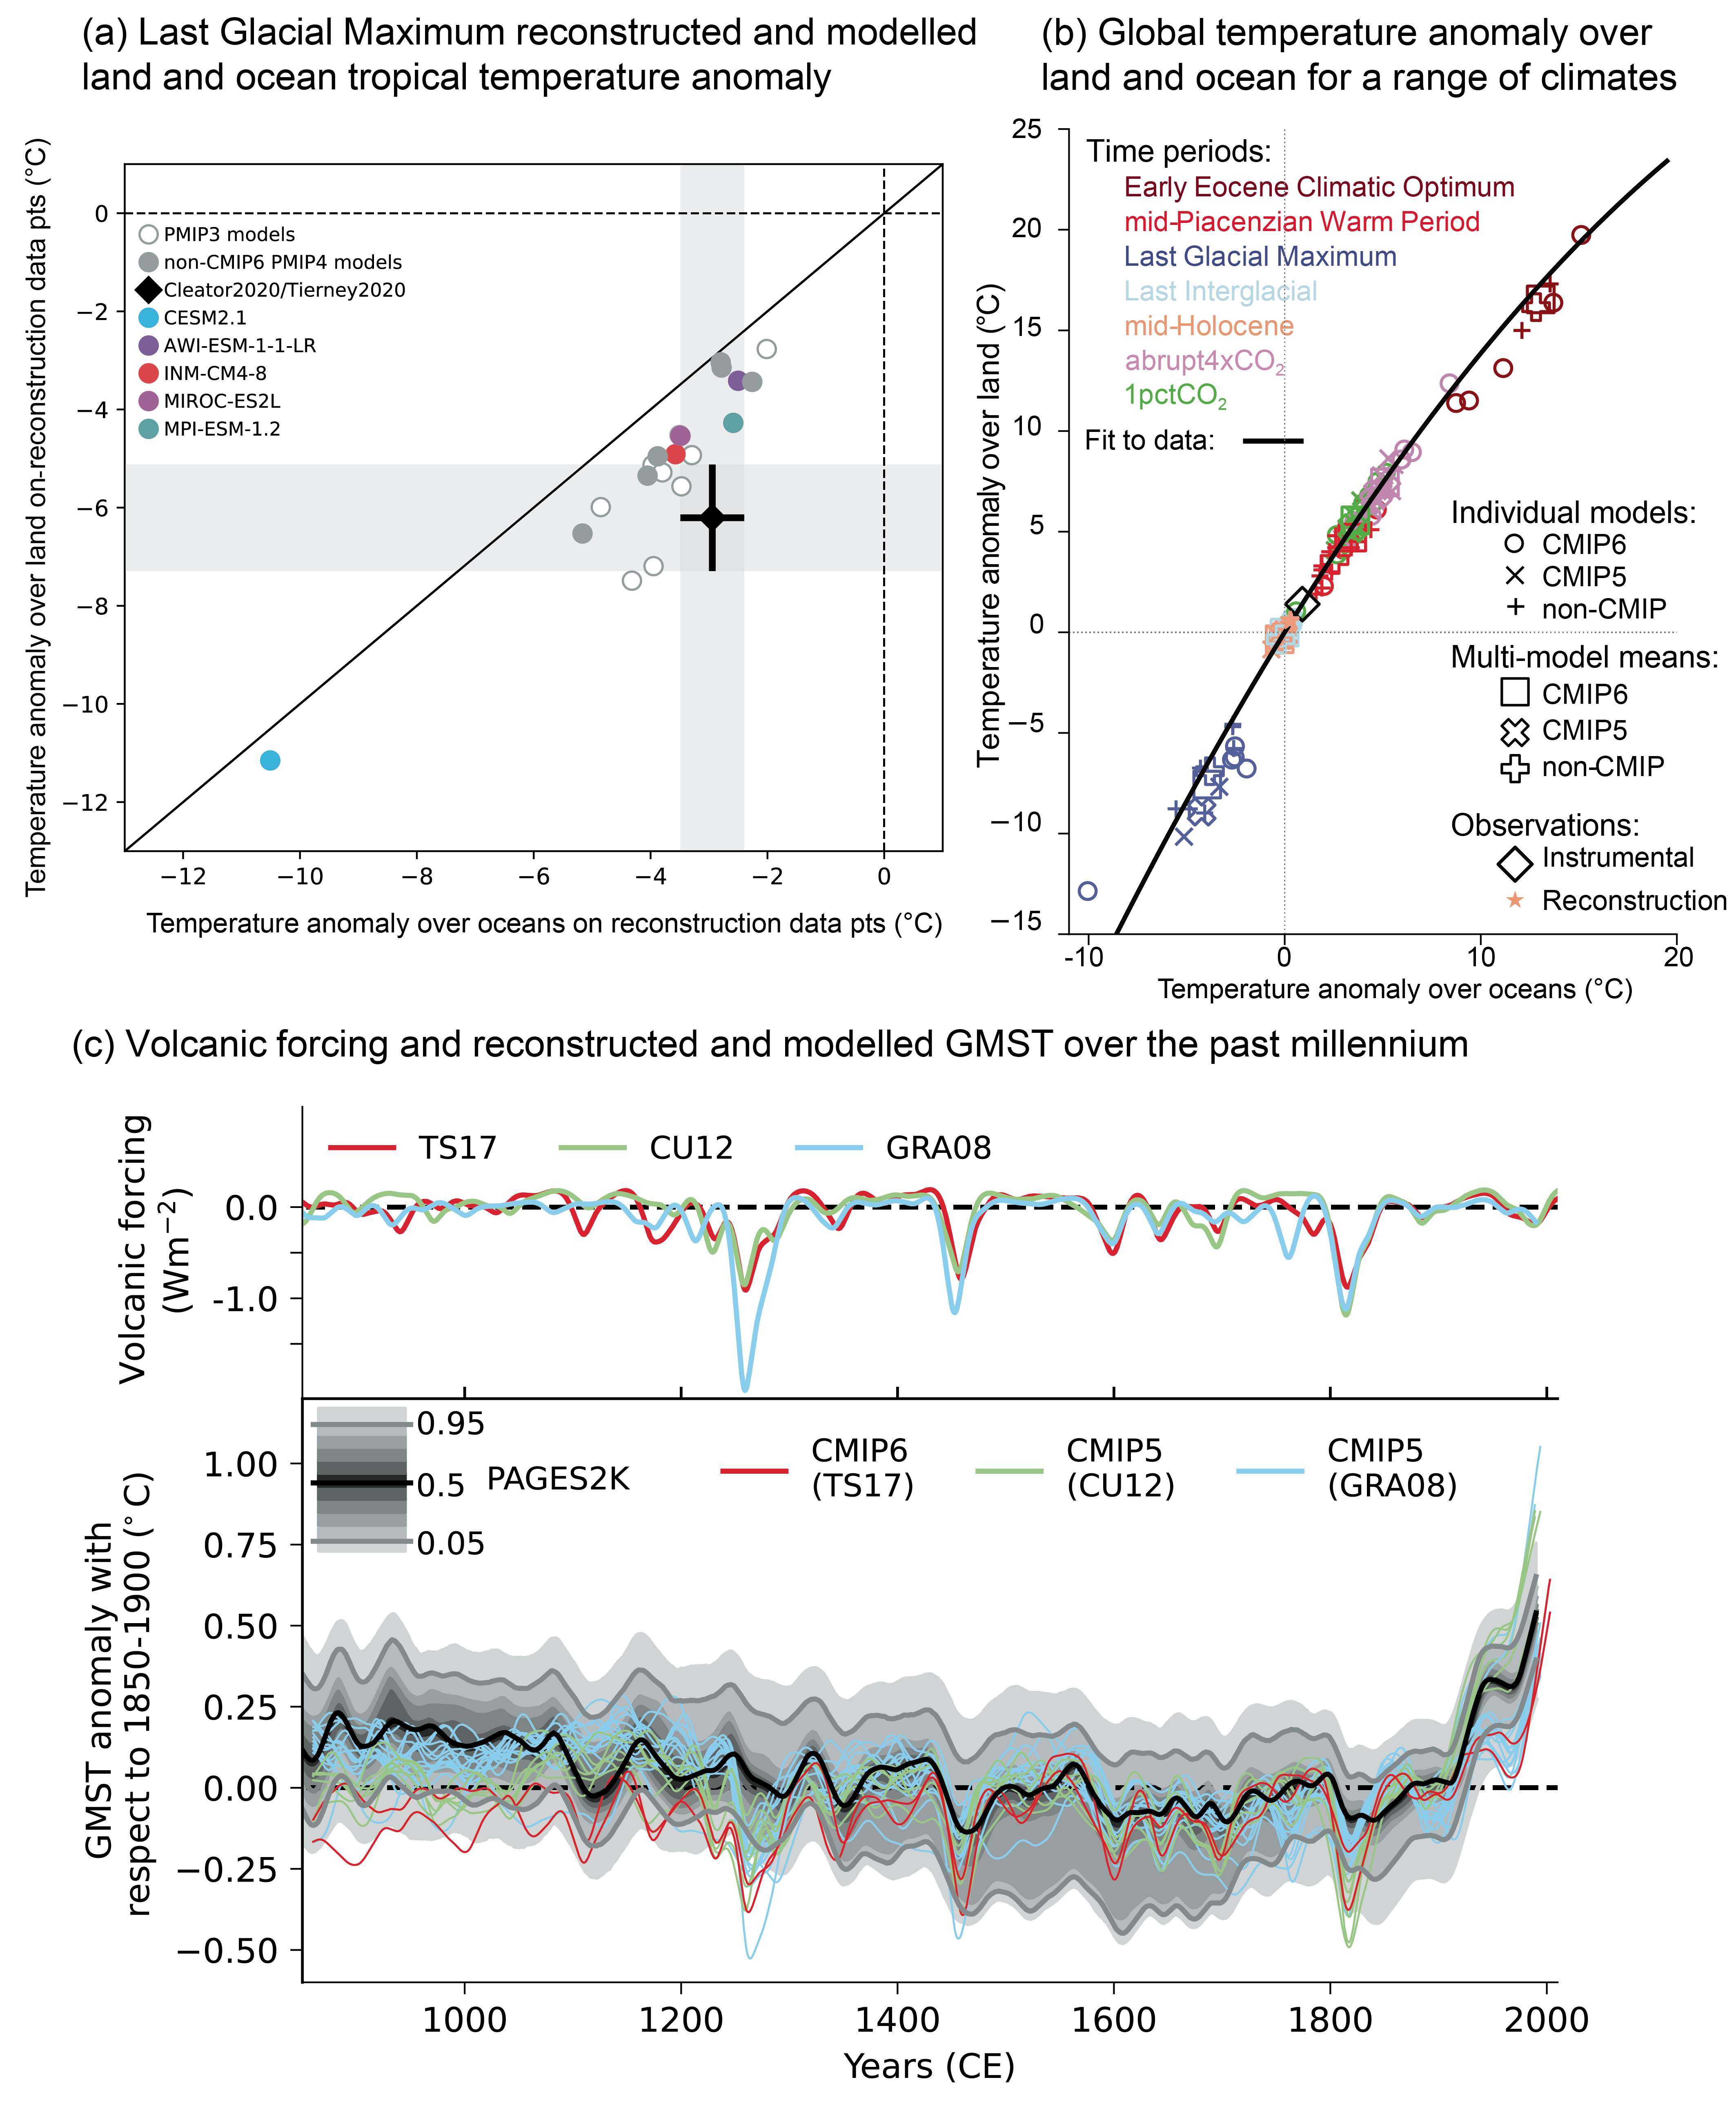 (a) Last Glacial Maximum reconstructed and modelled
land and ocean tropical temperature anomaly
Temperature anomaly over land on-reconstruction data pts (°C)
0
−2
−4
−6
−8
−10
−12
PMIP3 models
non-CMIP6 PMIP4 models
Cleator2020/Tierney2020
CESM2.1
AWI-ESM-1-1-LR
INM-CM4-8
MIROC-ES2L
MPI-ESM-1.2
−12
−10
−8
−6
−4
−2
0
Temperature anomaly over oceans on reconstruction data pts (°C)
(b) Global temperature anomaly over
land and ocean for a range of climates
Temperature anomaly over land (°C)
25
20
15
10
5
0
−5
−10
−15
Time periods:
Early Eocene Climatic Optimum
mid-Piacenzian Warm Period
Last Glacial Maximum
Last Interglacial
mid-Holocene
abrupt4xCO₂
1pctCO₂
Fit to data:
Individual models:
CMIP6
CMIP5
non-CMIP
Multi-model means:
CMIP6
CMIP5
non-CMIP
Observations:
Instrumental
Reconstruction
-10
0
10
20
Temperature anomaly over oceans (°C)
(c) Volcanic forcing and reconstructed and modelled GMST over the past millennium
Volcanic forcing
(Wm⁻²)
0.0
-1.0
TS17
CU12
GRA08
GMST anomaly with
respect to 1850-1900 (°C)
1.00
0.75
0.50
0.25
0.00
−0.25
−0.50
0.95
0.5
0.05
PAGES2K
CMIP6
(TS17)
CMIP5
(CU12)
CMIP5
(GRA08)
1000
1200
1400
1600
1800
2000
Years (CE)